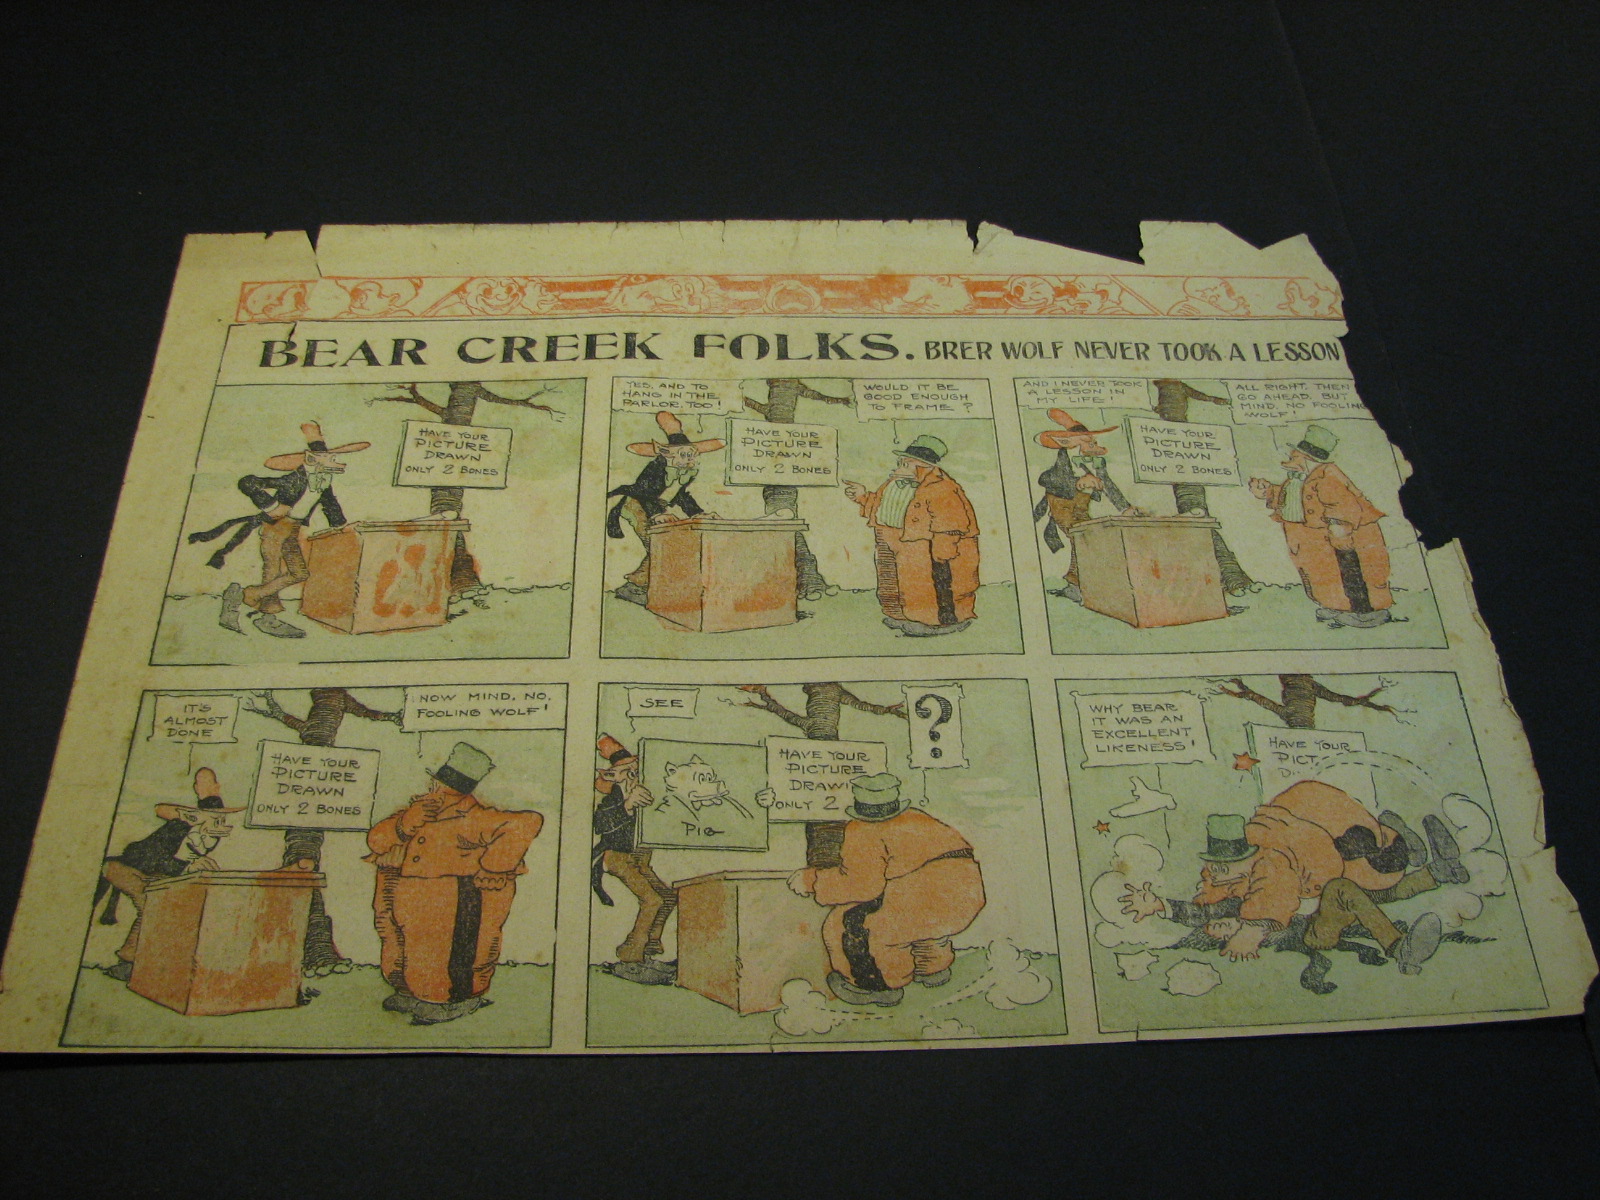 BEAR CREEK FOLKS. BRER WOLF NEVER TOOK A LESSON
HAVE YOUR
PICTURE
DRAWN
ONLY 2 BONES
YES, AND TO
HANG IN THE
PARLOR, TOO!
WOULD IT BE
GOOD ENOUGH
TO FRAME?
HAVE YOUR
PICTURE
DRAWN
ONLY 2 BONES
AND I NEVER TOOK
A LESSON IN
MY LIFE!
ALL RIGHT, THEN
GO AHEAD, BUT
MIND, NO FOOLING
WOLF!
HAVE YOUR
PICTURE
DRAWN
ONLY 2 BONES
IT'S
ALMOST
DONE
NOW MIND, NO,
FOOLING WOLF!
HAVE YOUR
PICTURE
DRAWN
ONLY 2 BONES
SEE
?
PIG
HAVE YOUR
PICTURE
DRAWN
ONLY 2
WHY BEAR
IT WAS AN
EXCELLENT
LIKENESS!
HAVE YOUR
PICT
D